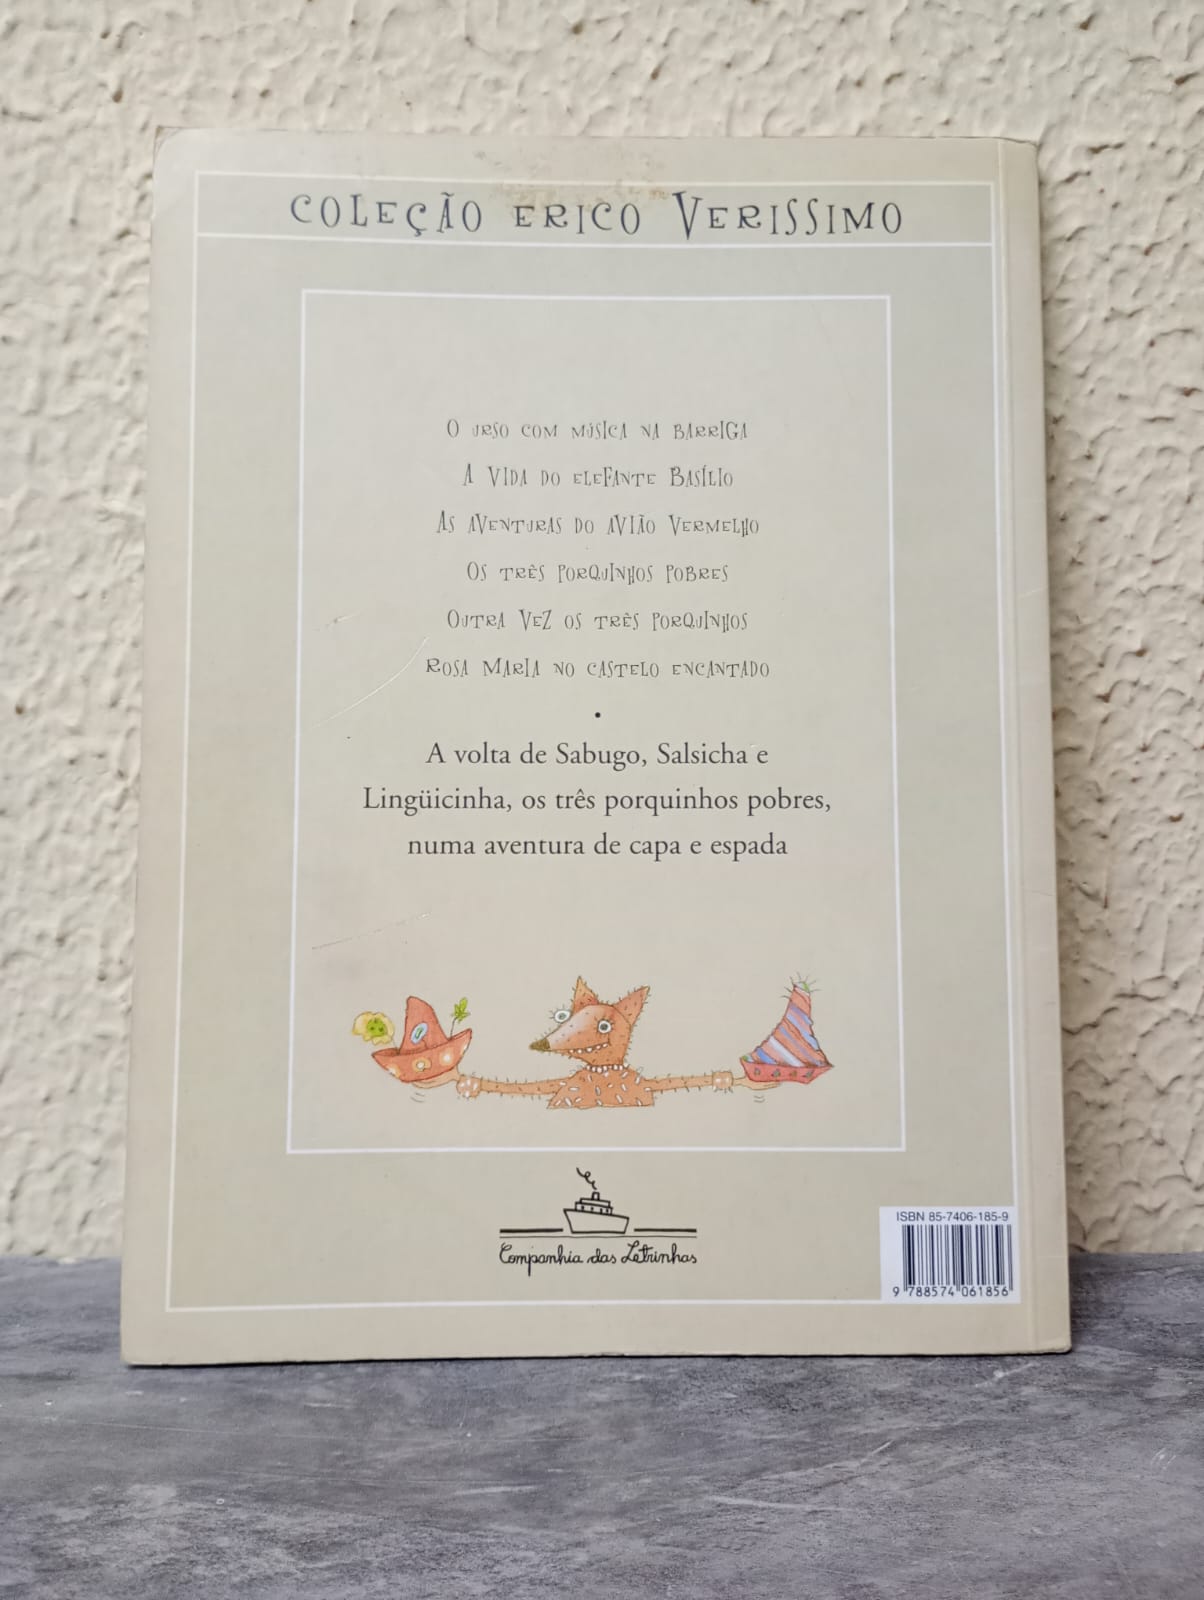 COLEÇÃO ERICO VERISSIMO
O URSO COM MÚSICA NA BARRIGA
A VIDA DO ELEFANTE BASÍLIO
AS AVENTURAS DO AVIÃO VERMELHO
OS TRÊS PORQUINHOS POBRES
OUTRA VEZ OS TRÊS PORQUINHOS
ROSA MARIA NO CASTELO ENCANTADO
•
A volta de Sabugo, Salsicha e
Lingüicinha, os três porquinhos pobres,
numa aventura de capa e espada
Companhia das Letrinhas
ISBN 85-7406-185-9
9 788574 061856